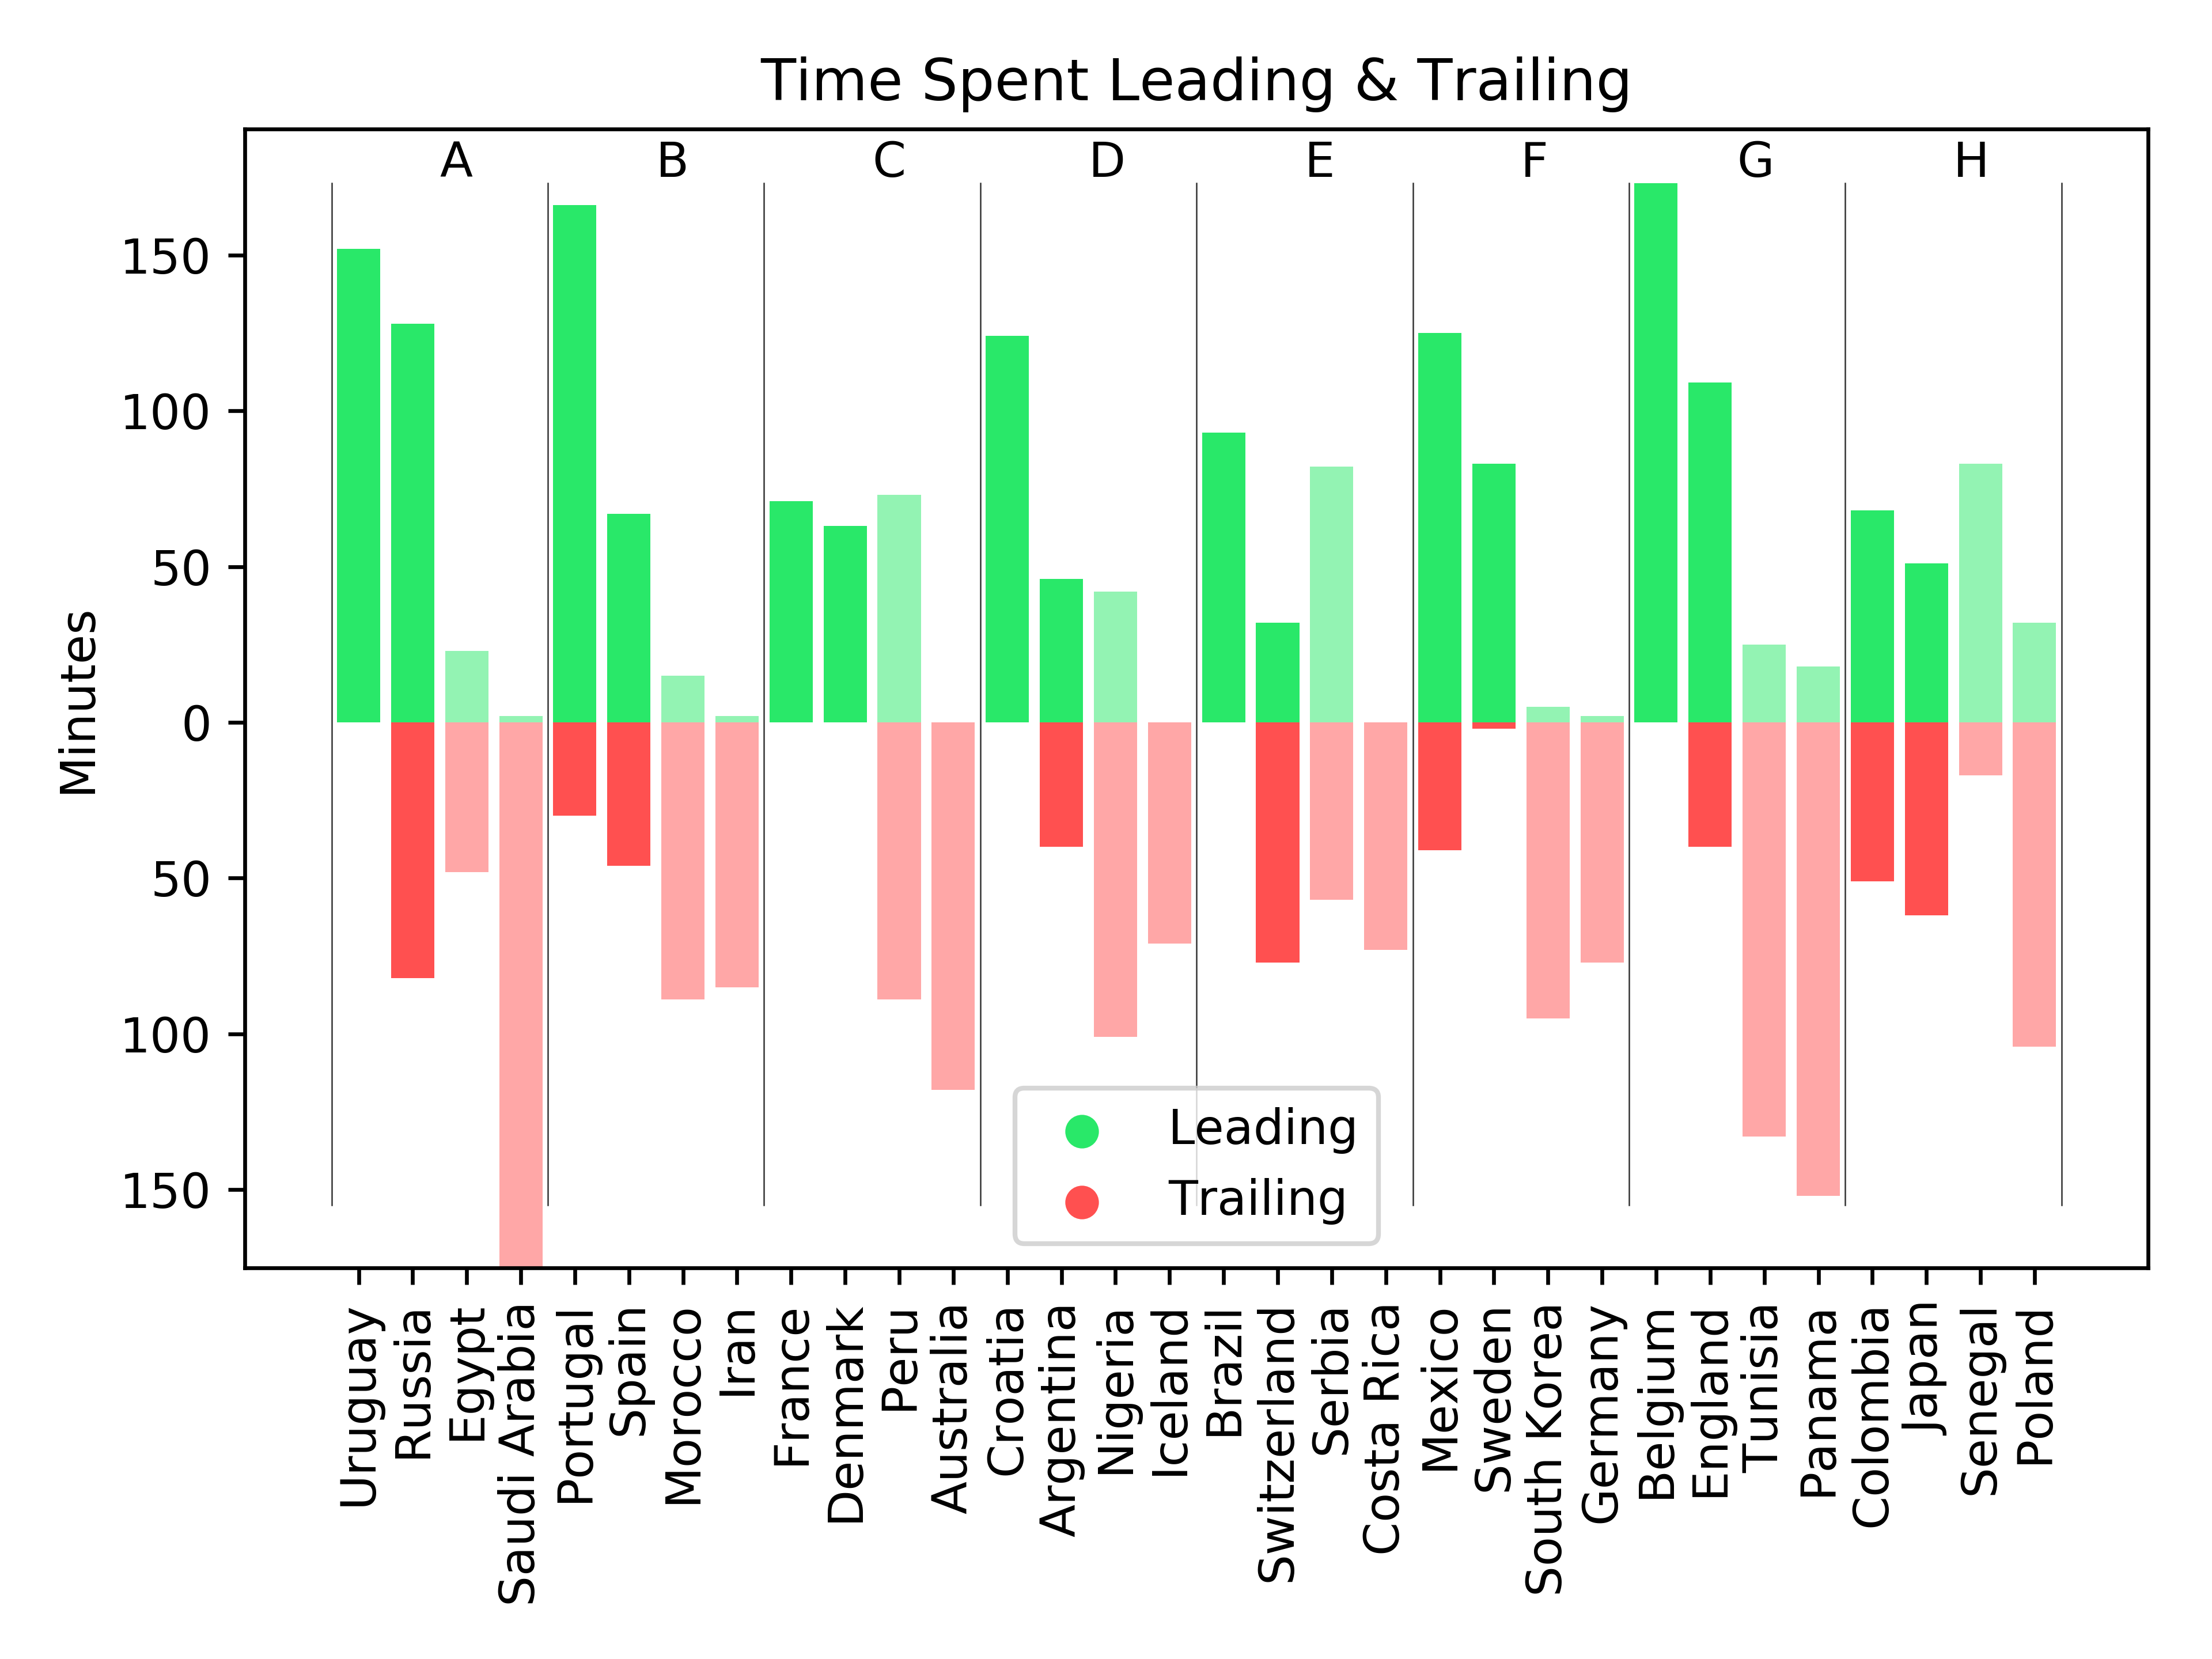 Time Spent Leading & Trailing
A B C D E F G H
150
100
50
0
50
100
150
Minutes
Leading
Trailing
Uruguay
Russia
Egypt
Saudi Arabia
Portugal
Spain
Morocco
Iran
France
Denmark
Peru
Australia
Croatia
Argentina
Nigeria
Iceland
Brazil
Switzerland
Serbia
Costa Rica
Mexico
Sweden
South Korea
Germany
Belgium
England
Tunisia
Panama
Colombia
Japan
Senegal
Poland